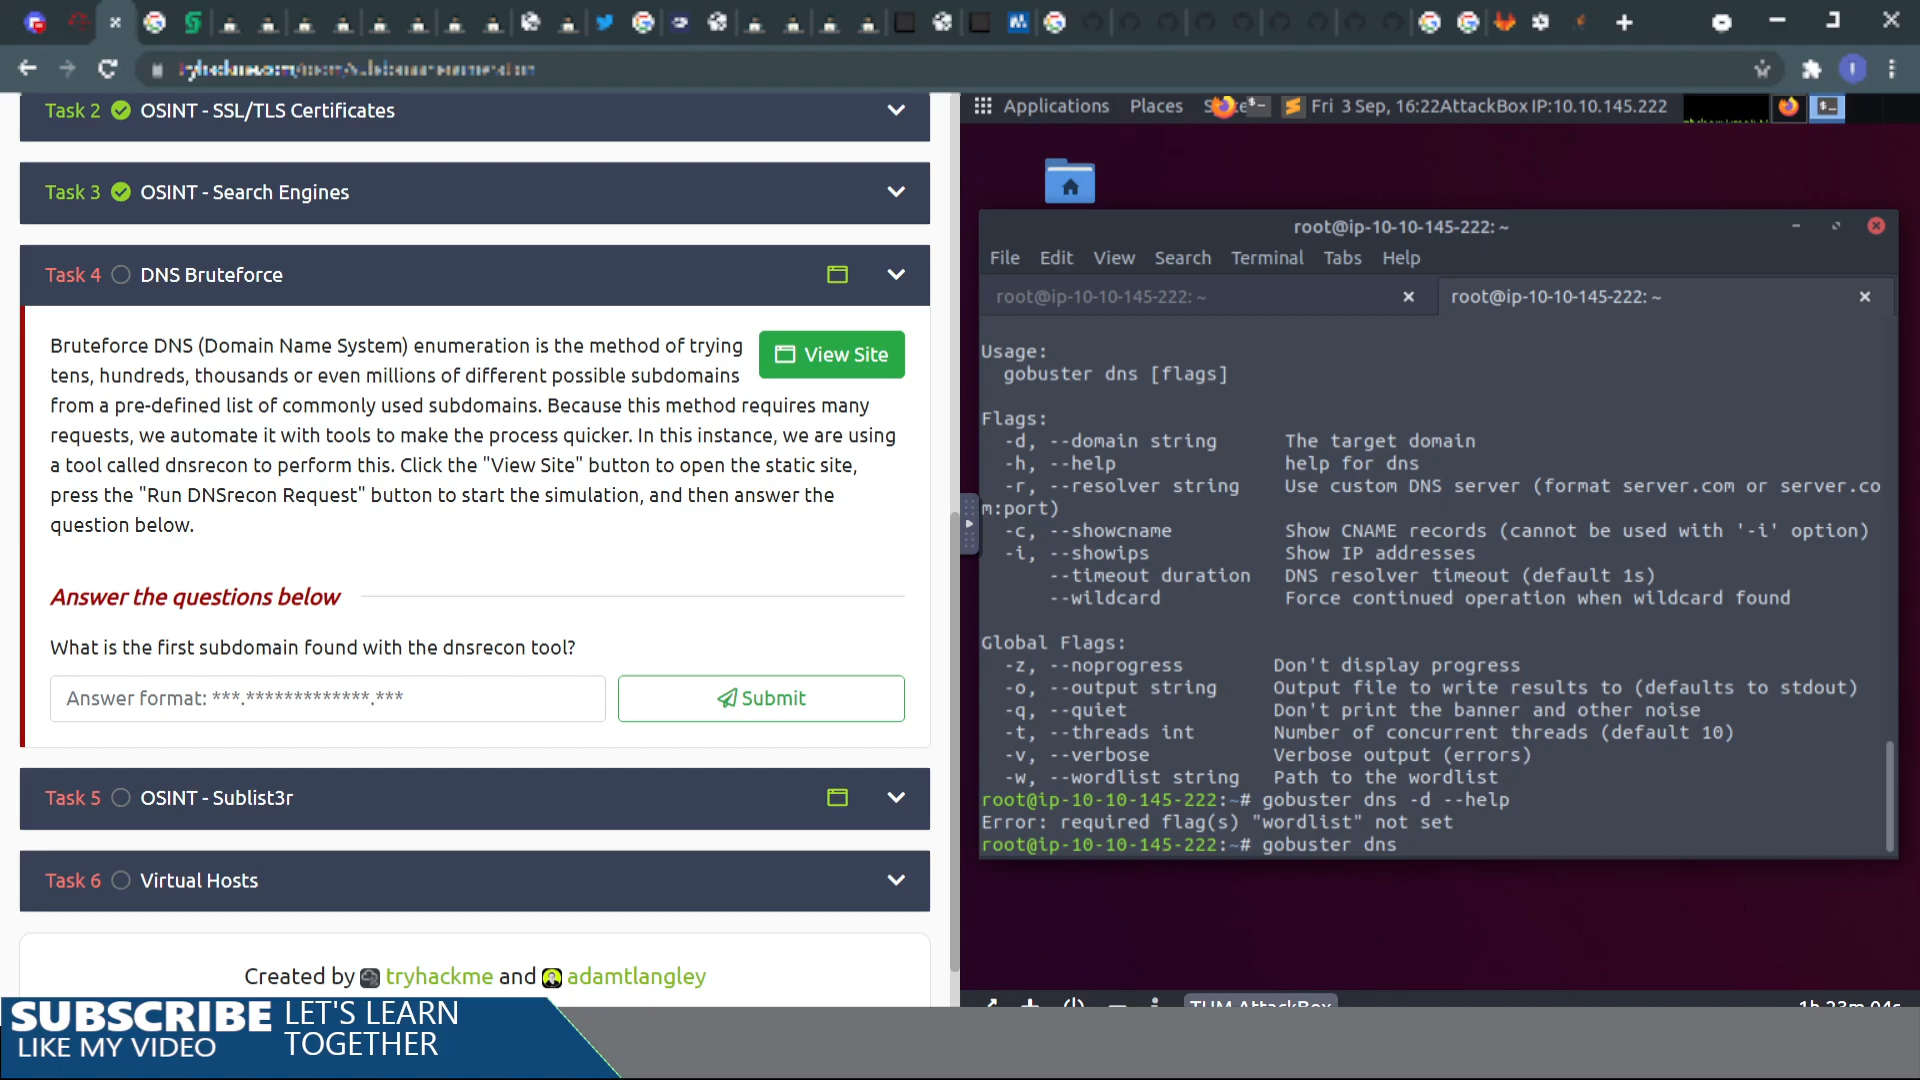 Task 2 OSINT - SSL/TLS Certificates
Task 3 OSINT - Search Engines
Task 4 DNS Bruteforce
Bruteforce DNS (Domain Name System) enumeration is the method of trying
tens, hundreds, thousands or even millions of different possible subdomains
from a pre-defined list of commonly used subdomains. Because this method requires many
requests, we automate it with tools to make the process quicker. In this instance, we are using
a tool called dnsrecon to perform this. Click the "View Site" button to open the static site,
press the "Run DNSrecon Request" button to start the simulation, and then answer the
question below.
View Site
Answer the questions below
What is the first subdomain found with the dnsrecon tool?
Answer format: ***.*************.***
Submit
Task 5 OSINT - Sublist3r
Task 6 Virtual Hosts
Created by tryhackme and adamtlangley
SUBSCRIBE
LIKE MY VIDEO
LET'S LEARN
TOGETHER
Applications Places Fri 3 Sep, 16:22 AttackBox IP:10.10.145.222
root@ip-10-10-145-222: ~
File Edit View Search Terminal Tabs Help
root@ip-10-10-145-222: ~ root@ip-10-10-145-222: ~
Usage:
gobuster dns [flags]
Flags:
-d, --domain string The target domain
-h, --help help for dns
-r, --resolver string Use custom DNS server (format server.com or server.co
m:port)
-c, --showcname Show CNAME records (cannot be used with '-i' option)
-i, --showips Show IP addresses
--timeout duration DNS resolver timeout (default 1s)
--wildcard Force continued operation when wildcard found
Global Flags:
-z, --noprogress Don't display progress
-o, --output string Output file to write results to (defaults to stdout)
-q, --quiet Don't print the banner and other noise
-t, --threads int Number of concurrent threads (default 10)
-v, --verbose Verbose output (errors)
-w, --wordlist string Path to the wordlist
root@ip-10-10-145-222:~# gobuster dns -d --help
Error: required flag(s) "wordlist" not set
root@ip-10-10-145-222:~# gobuster dns
THM AttackBox
1h 23m 04s